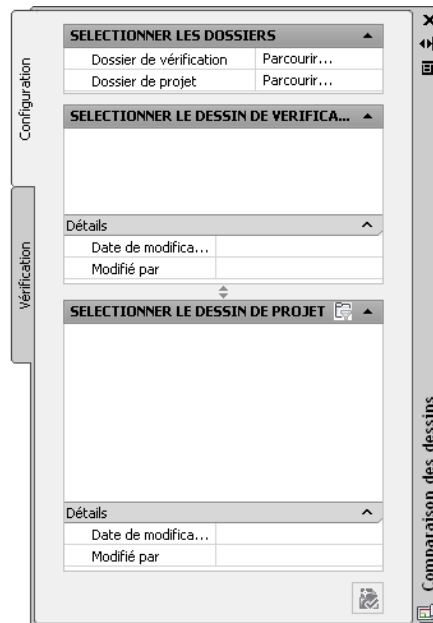 Configuration
Vérification
SELECTIONNER LES DOSSIERS
Dossier de vérification Parcourir...
Dossier de projet Parcourir...
SELECTIONNER LE DESSIN DE VERIFICA...
Détails
Date de modifica...
Modifié par
SELECTIONNER LE DESSIN DE PROJET
Détails
Date de modifica...
Modifié par
Comparaison des dessins